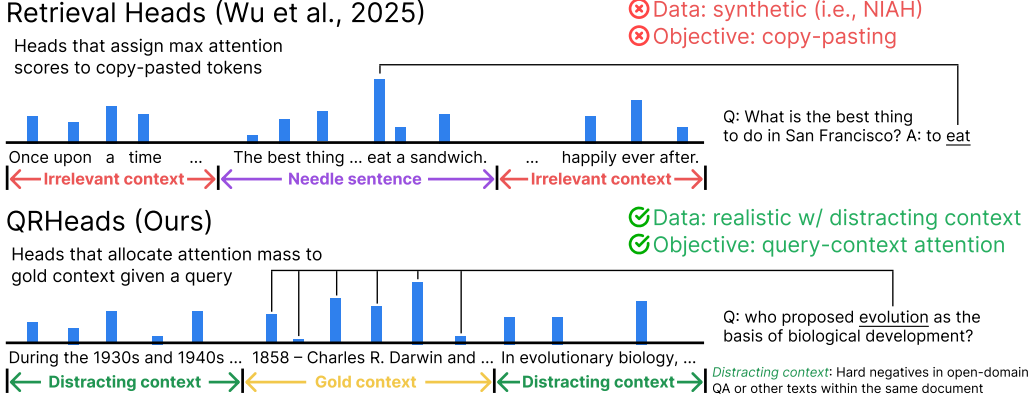 Retrieval Heads (Wu et al., 2025)
Data: synthetic (i.e., NIAH)
Objective: copy-pasting
Heads that assign max attention
scores to copy-pasted tokens
Q: What is the best thing
to do in San Francisco? A: to eat
Once upon a time ... The best thing ... eat a sandwich. ... happily ever after.
Irrelevant context Needle sentence Irrelevant context
QRHeads (Ours)
Data: realistic w/ distracting context
Objective: query-context attention
Heads that allocate attention mass to
gold context given a query
Q: who proposed evolution as the
basis of biological development?
During the 1930s and 1940s ... 1858 – Charles R. Darwin and ... In evolutionary biology, ...
Distracting context Gold context Distracting context
Distracting context: Hard negatives in open-domain
QA or other texts within the same document